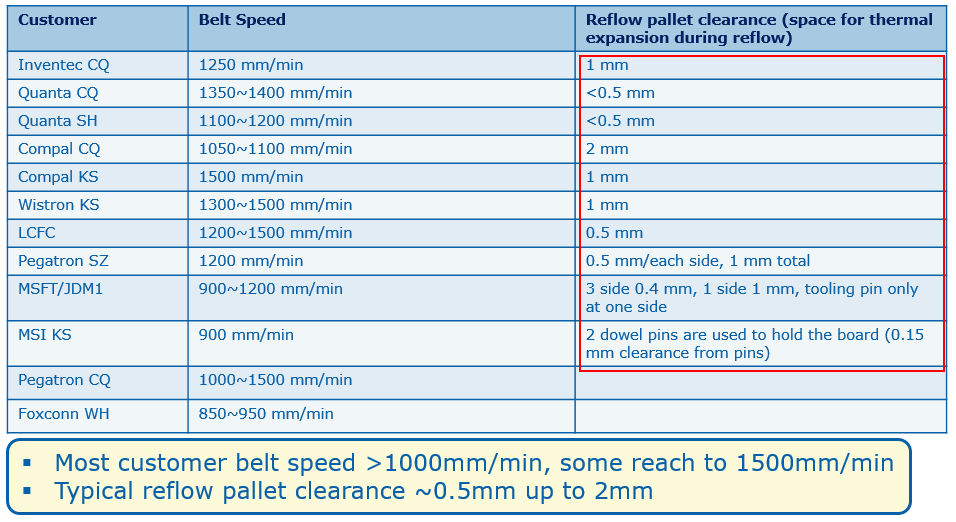 Customer Belt Speed Reflow pallet clearance (space for thermal
expansion during reflow)
Inventec CQ 1250 mm/min 1 mm
Quanta CQ 1350~1400 mm/min <0.5 mm
Quanta SH 1100~1200 mm/min <0.5 mm
Compal CQ 1050~1100 mm/min 2 mm
Compal KS 1500 mm/min 1 mm
Wistron KS 1300~1500 mm/min 1 mm
LCFC 1200~1500 mm/min 0.5 mm
Pegatron SZ 1200 mm/min 0.5 mm/each side, 1 mm total
MSFT/JDM1 900~1200 mm/min 3 side 0.4 mm, 1 side 1 mm, tooling pin only
at one side
MSI KS 900 mm/min 2 dowel pins are used to hold the board (0.15
mm clearance from pins)
Pegatron CQ 1000~1500 mm/min
Foxconn WH 850~950 mm/min
▪ Most customer belt speed >1000mm/min, some reach to 1500mm/min
▪ Typical reflow pallet clearance ~0.5mm up to 2mm